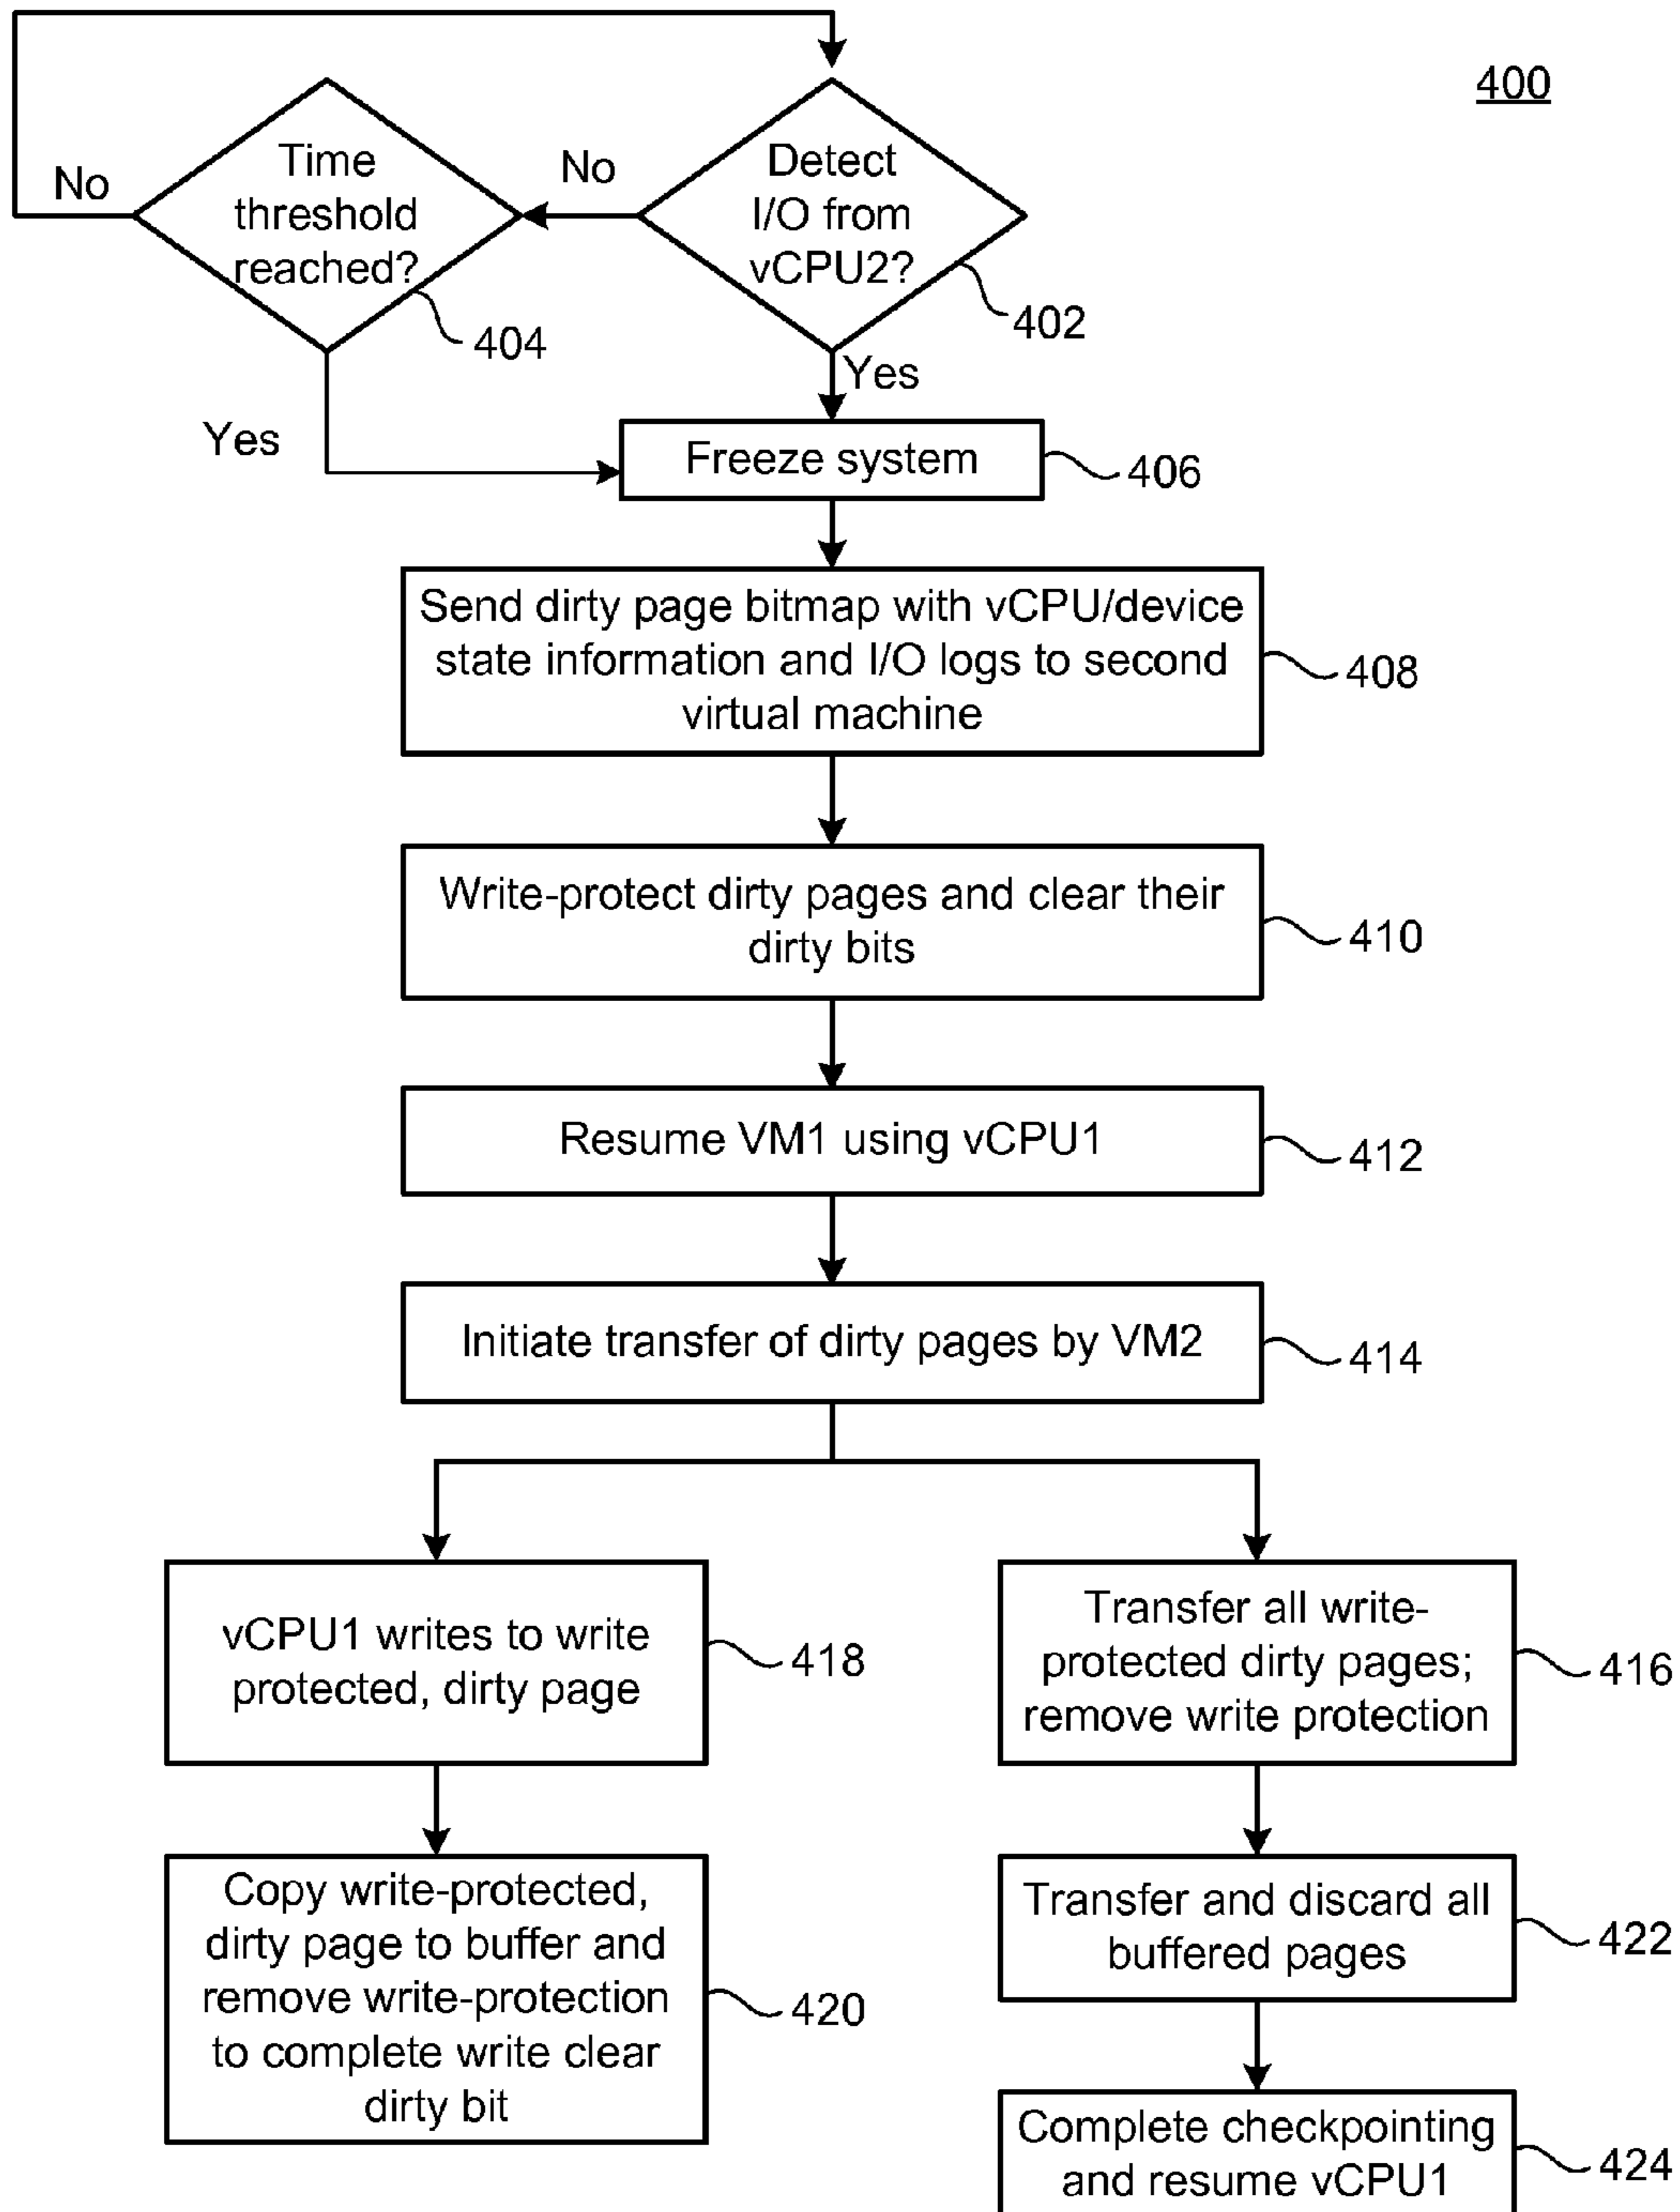 400
Time
threshold
reached?
No
No
Detect
I/O from
vCPU2?
402
404
Yes
Yes
Freeze system
406
Send dirty page bitmap with vCPU/device
state information and I/O logs to second
virtual machine
408
Write-protect dirty pages and clear their
dirty bits
410
Resume VM1 using vCPU1
412
Initiate transfer of dirty pages by VM2
414
vCPU1 writes to write
protected, dirty page
418
Transfer all write-
protected dirty pages;
remove write protection
416
Copy write-protected,
dirty page to buffer and
remove write-protection
to complete write clear
dirty bit
420
Transfer and discard all
buffered pages
422
Complete checkpointing
and resume vCPU1
424